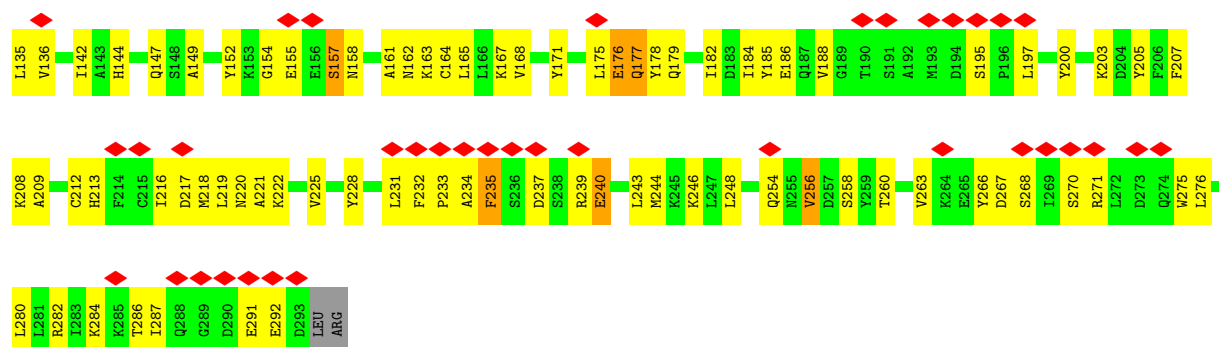 L135 V136 I142 A143 H144 Q147 S148 A149 Y152 K153 G154 E155 E156 S157 N158 A161 N162 K163 C164 L165 L166 K167 V168 Y171 L175 E176 Q177 Y178 Q179 I182 D183 I184 Y185 E186 Q187 V188 G189 T190 S191 A192 M193 D194 S195 P196 L197 Y200 K203 D204 Y205 F206 F207
K208 A209 C212 H213 F214 C215 I216 D217 M218 L219 N220 A221 K222 V225 Y228 L231 F232 P233 A234 F235 S236 D237 S238 R239 E240 L243 M244 K245 K246 L247 L248 Q254 N255 V256 D257 S258 Y259 T260 V263 K264 E265 Y266 D267 S268 I269 S270 R271 L272 D273 Q274 W275 L276
L280 L281 R282 I283 K284 K285 T286 I287 Q288 G289 D290 E291 E292 D293 LEU ARG